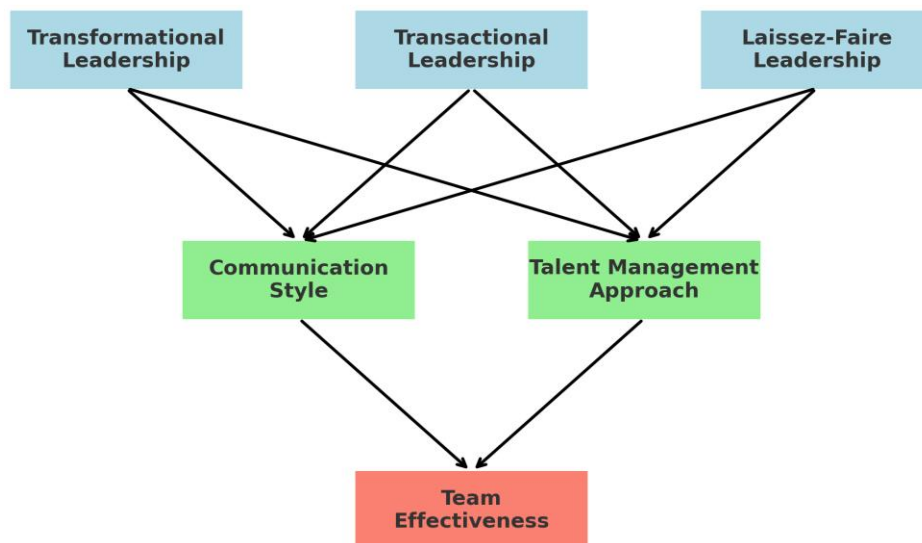 Transformational
Leadership
Transactional
Leadership
Laissez-Faire
Leadership
Communication
Style
Talent Management
Approach
Team
Effectiveness